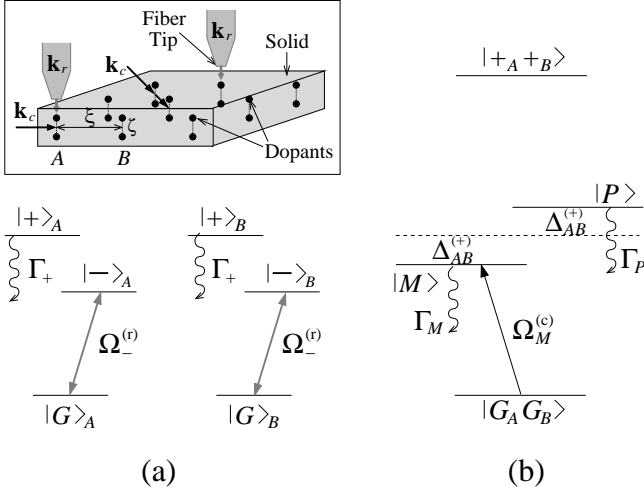 Fiber
Tip
k_r
k_r
Solid
k_c
k_c
ξ
ζ
A
B
Dopants
|+>_A
|+>_B
Γ_+
Γ_+
|−>_A
|−>_B
Ω_−^(r)
Ω_−^(r)
|G>_A
|G>_B
(a)
|+_A +_B>
|P>
Δ_AB^(+)
Δ_AB^(+)
Γ_P
|M>
Γ_M
Ω_M^(c)
|G_A G_B>
(b)